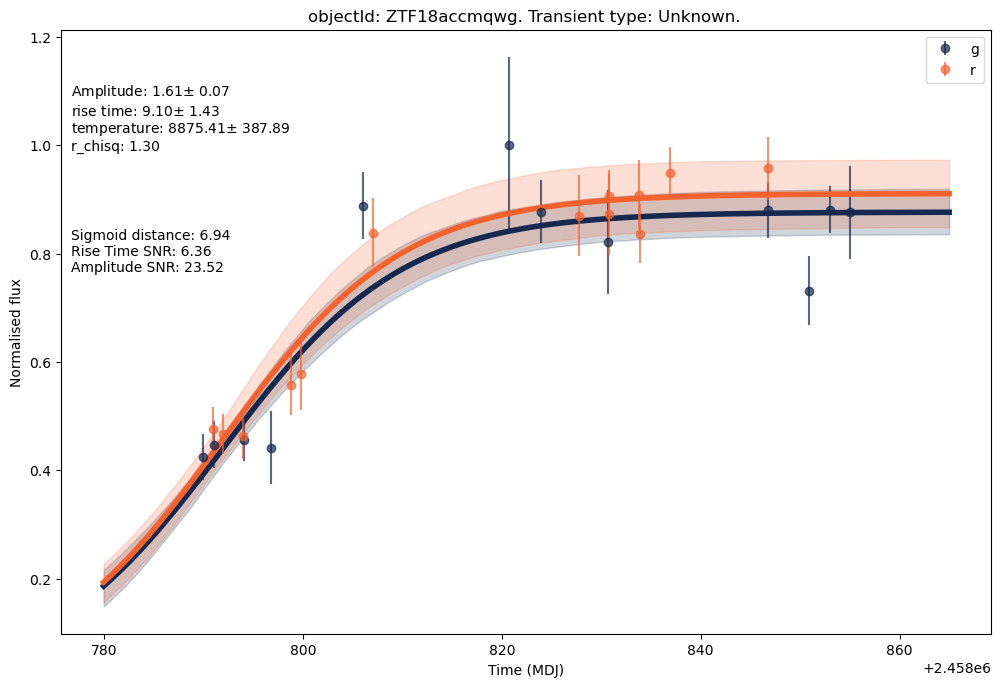 objectId: ZTF18accmqwg. Transient type: Unknown.
1.2
1.0
0.8
0.6
0.4
0.2
Normalised flux
Amplitude: 1.61± 0.07
rise time: 9.10± 1.43
temperature: 8875.41± 387.89
r_chisq: 1.30
Sigmoid distance: 6.94
Rise Time SNR: 6.36
Amplitude SNR: 23.52
g
r
780
800
820
840
860
Time (MDJ)
+2.458e6